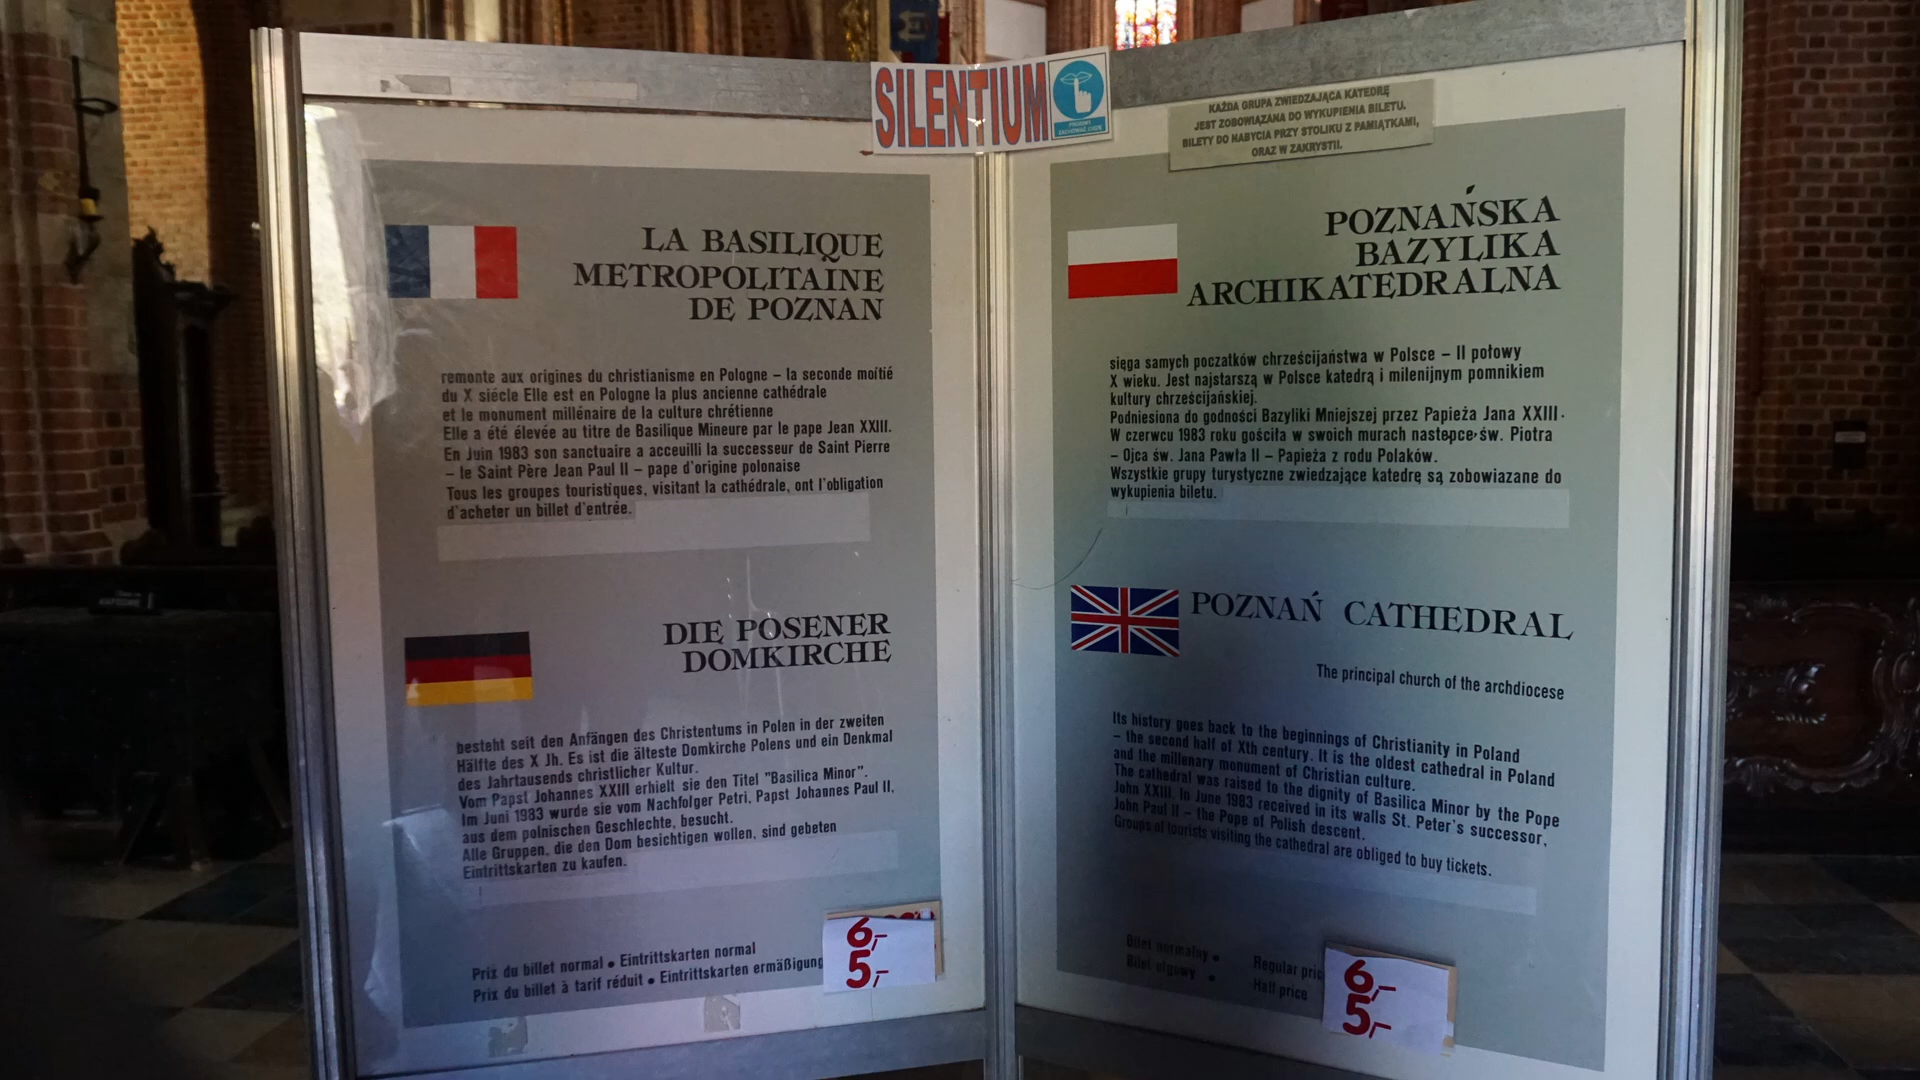 SILENTIUM
PROSIMY
ZACHOWAĆ CISZĘ
KAŻDA GRUPA ZWIEDZAJĄCA KATEDRĘ
JEST ZOBOWIĄZANA DO WYKUPIENIA BILETU.
BILETY DO NABYCIA PRZY STOLIKU Z PAMIĄTKAMI,
ORAZ W ZAKRYSTII.
LA BASILIQUE
METROPOLITAINE
DE POZNAN
remonte aux origines du christianisme en Pologne – la seconde moitié
du X siécle Elle est en Pologne la plus ancienne cathédrale
et le monument millénaire de la culture chrétienne
Elle a été élevée au titre de Basilique Mineure par le pape Jean XXIII.
En Juin 1983 son sanctuaire a acceuilli la successeur de Saint Pierre
– le Saint Père Jean Paul II – pape d'origine polonaise
Tous les groupes touristiques, visitant la cathédrale, ont l'obligation
d'acheter un billet d'entrée.
DIE POSENER
DOMKIRCHE
besteht seit den Anfängen des Christentums in Polen in der zweiten
Hälfte des X Jh. Es ist die älteste Domkirche Polens und ein Denkmal
des Jahrtausends christlicher Kultur.
Vom Papst Johannes XXIII erhielt sie den Titel "Basilica Minor".
Im Juni 1983 wurde sie vom Nachfolger Petri, Papst Johannes Paul II,
aus dem polnischen Geschlechte, besucht.
Alle Gruppen, die den Dom besichtigen wollen, sind gebeten
Eintrittskarten zu kaufen.
Prix du billet normal • Eintrittskarten normal
Prix du billet à tarif réduit • Eintrittskarten ermäßigung
6,-
5,-
POZNAŃSKA
BAZYLIKA
ARCHIKATEDRALNA
sięga samych początków chrześcijaństwa w Polsce – II połowy
X wieku. Jest najstarszą w Polsce katedrą i milenijnym pomnikiem
kultury chrześcijańskiej.
Podniesiona do godności Bazyliki Mniejszej przez Papieża Jana XXIII.
W czerwcu 1983 roku gościła w swoich murach następcę św. Piotra
– Ojca św. Jana Pawła II – Papieża z rodu Polaków.
Wszystkie grupy turystyczne zwiedzające katedrę są zobowiazane do
wykupienia biletu.
POZNAŃ CATHEDRAL
The principal church of the archdiocese
Its history goes back to the beginnings of Christianity in Poland
– the second half of Xth century. It is the oldest cathedral in Poland
and the millenary monument of Christian culture.
The cathedral was raised to the dignity of Basilica Minor by the Pope
John XXIII. In June 1983 received in its walls St. Peter's successor,
John Paul II – the Pope of Polish descent.
Groups of tourists visiting the cathedral are obliged to buy tickets.
Bilet normalny • Regular pric
Bilet ulgowy • Half price
6,-
5,-